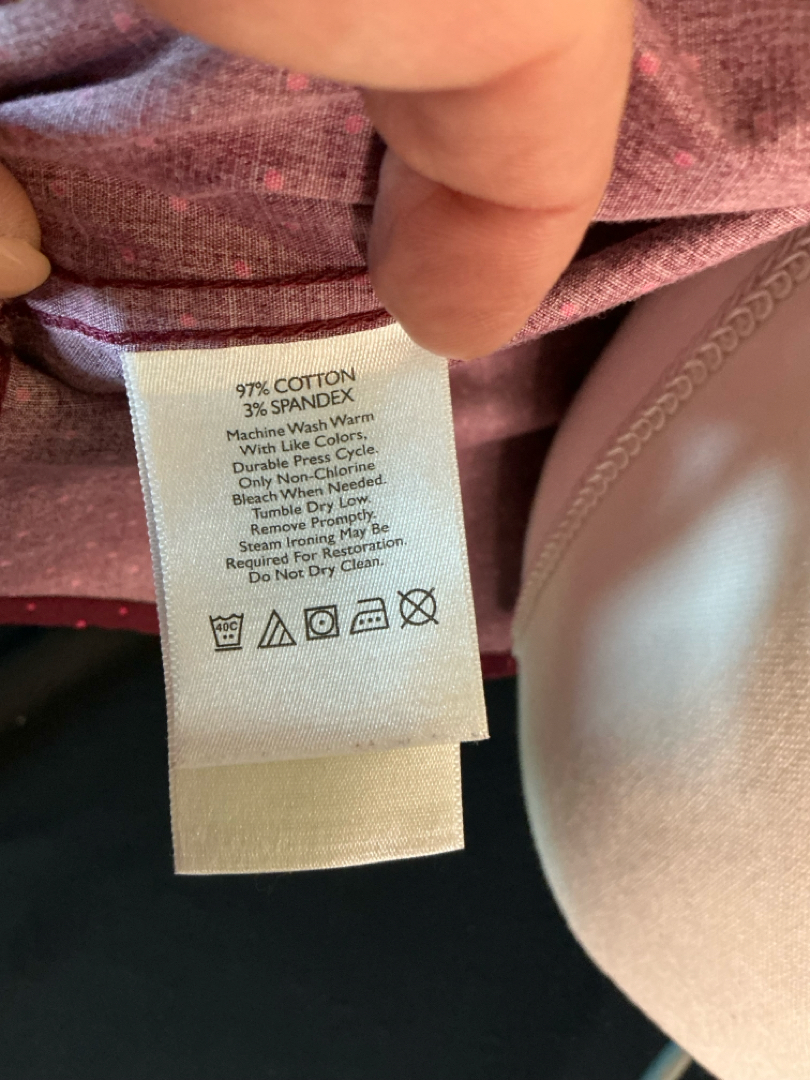 97% COTTON
3% SPANDEX
Machine Wash Warm
With Like Colors,
Durable Press Cycle.
Only Non-Chlorine
Bleach When Needed.
Tumble Dry Low.
Remove Promptly.
Steam Ironing May Be
Required For Restoration.
Do Not Dry Clean.
40C